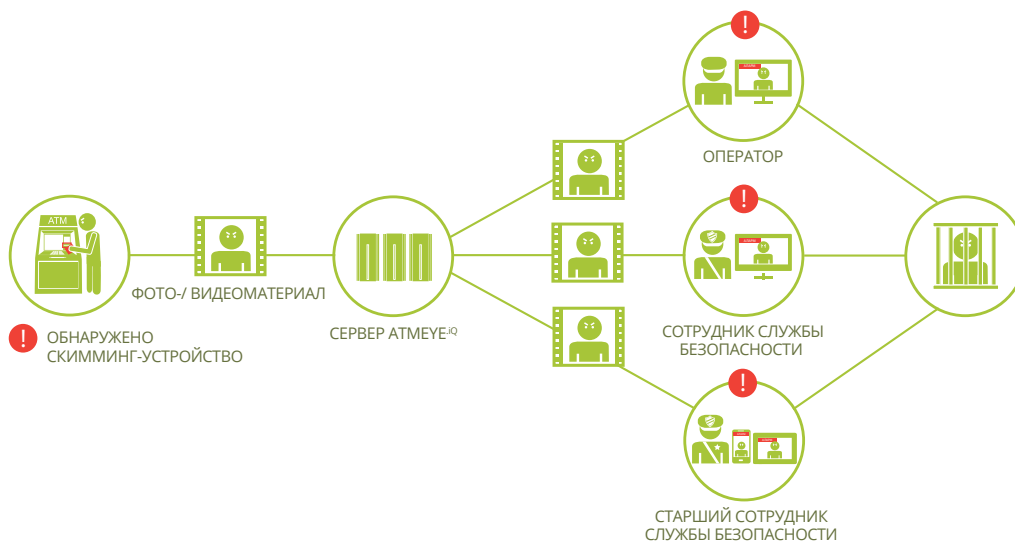 ATM
ФОТО-/ ВИДЕОМАТЕРИАЛ
!
ОБНАРУЖЕНО
СКИММИНГ-УСТРОЙСТВО
СЕРВЕР ATMEYE.iQ
!
ОПЕРАТОР
!
СОТРУДНИК СЛУЖБЫ
БЕЗОПАСНОСТИ
!
СТАРШИЙ СОТРУДНИК
СЛУЖБЫ БЕЗОПАСНОСТИ